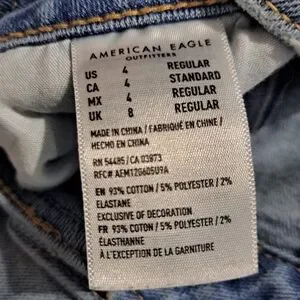 AMERICAN EAGLE
OUTFITTERS
US 4 REGULAR
CA 4 STANDARD
MX 4 REGULAR
UK 8 REGULAR
MADE IN CHINA / FABRIQUÉ EN CHINE /
HECHO EN CHINA
RN 54485/CA 03873
RFC# AEM120605U9A
EN 93% COTTON / 5% POLYESTER / 2%
ELASTANE
EXCLUSIVE OF DECORATION
FR 93% COTON / 5% POLYESTER / 2%
ÉLASTHANNE
À L'EXCEPTION DE LA GARNITURE